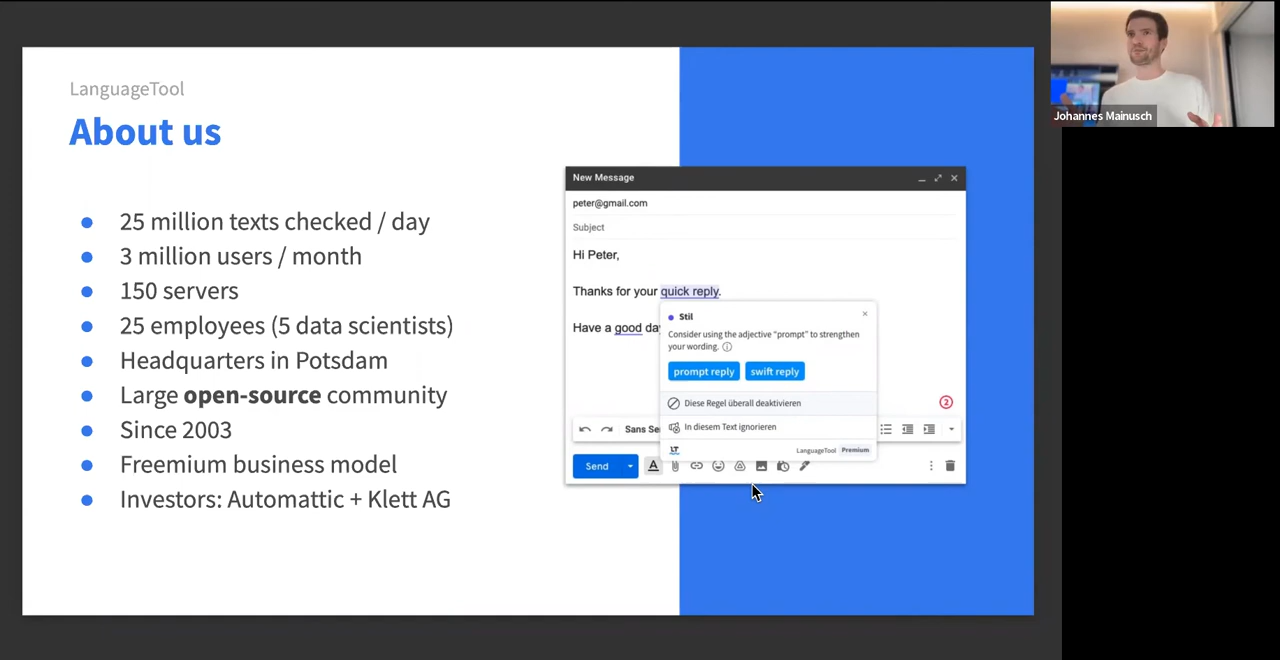 LanguageTool
About us
25 million texts checked / day
3 million users / month
150 servers
25 employees (5 data scientists)
Headquarters in Potsdam
Large open-source community
Since 2003
Freemium business model
Investors: Automattic + Klett AG
New Message
peter@gmail.com
Subject
Hi Peter,
Thanks for your quick reply.
Have a good day
Stil
Consider using the adjective "prompt" to strengthen
your wording.
prompt reply swift reply
Diese Regel überall deaktivieren
In diesem Text ignorieren
LT LanguageTool Premium
2
Sans Se
Send
Johannes Mainusch